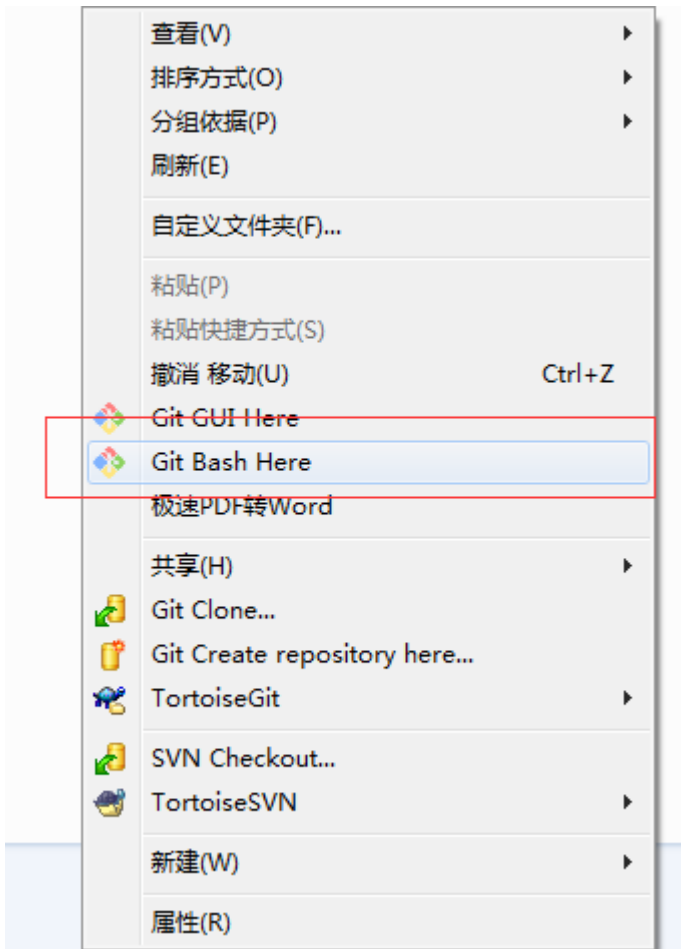 查看(V)
排序方式(O)
分组依据(P)
刷新(E)
自定义文件夹(F)...
粘贴(P)
粘贴快捷方式(S)
撤消 移动(U) Ctrl+Z
Git GUI Here
Git Bash Here
极速PDF转Word
共享(H)
Git Clone...
Git Create repository here...
TortoiseGit
SVN Checkout...
TortoiseSVN
新建(W)
属性(R)